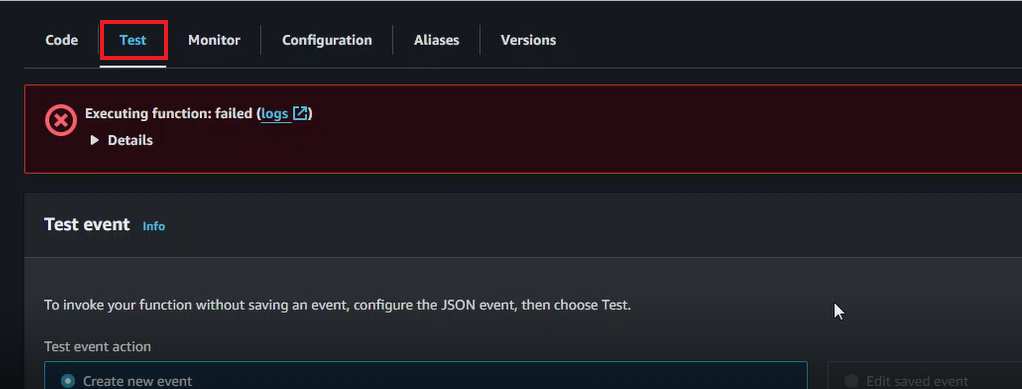 Code Test Monitor Configuration Aliases Versions
Executing function: failed (logs)
Details
Test event Info
To invoke your function without saving an event, configure the JSON event, then choose Test.
Test event action
Create new event Edit saved event